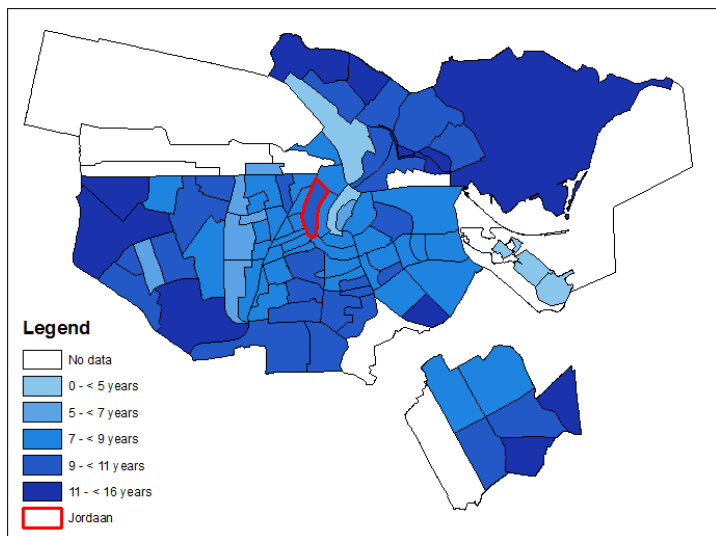 Legend
No data
0 - < 5 years
5 - < 7 years
7 - < 9 years
9 - < 11 years
11 - < 16 years
Jordaan